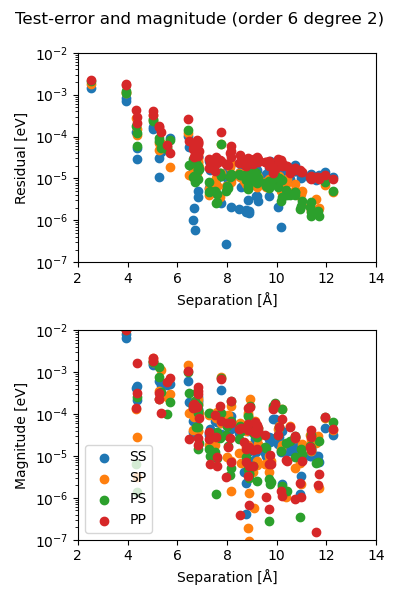 Test-error and magnitude (order 6 degree 2)
10⁻²
10⁻³
10⁻⁴
10⁻⁵
10⁻⁶
10⁻⁷
Residual [eV]
2 4 6 8 10 12 14
Separation [Å]
10⁻²
10⁻³
10⁻⁴
10⁻⁵
10⁻⁶
10⁻⁷
Magnitude [eV]
SS
SP
PS
PP
2 4 6 8 10 12 14
Separation [Å]